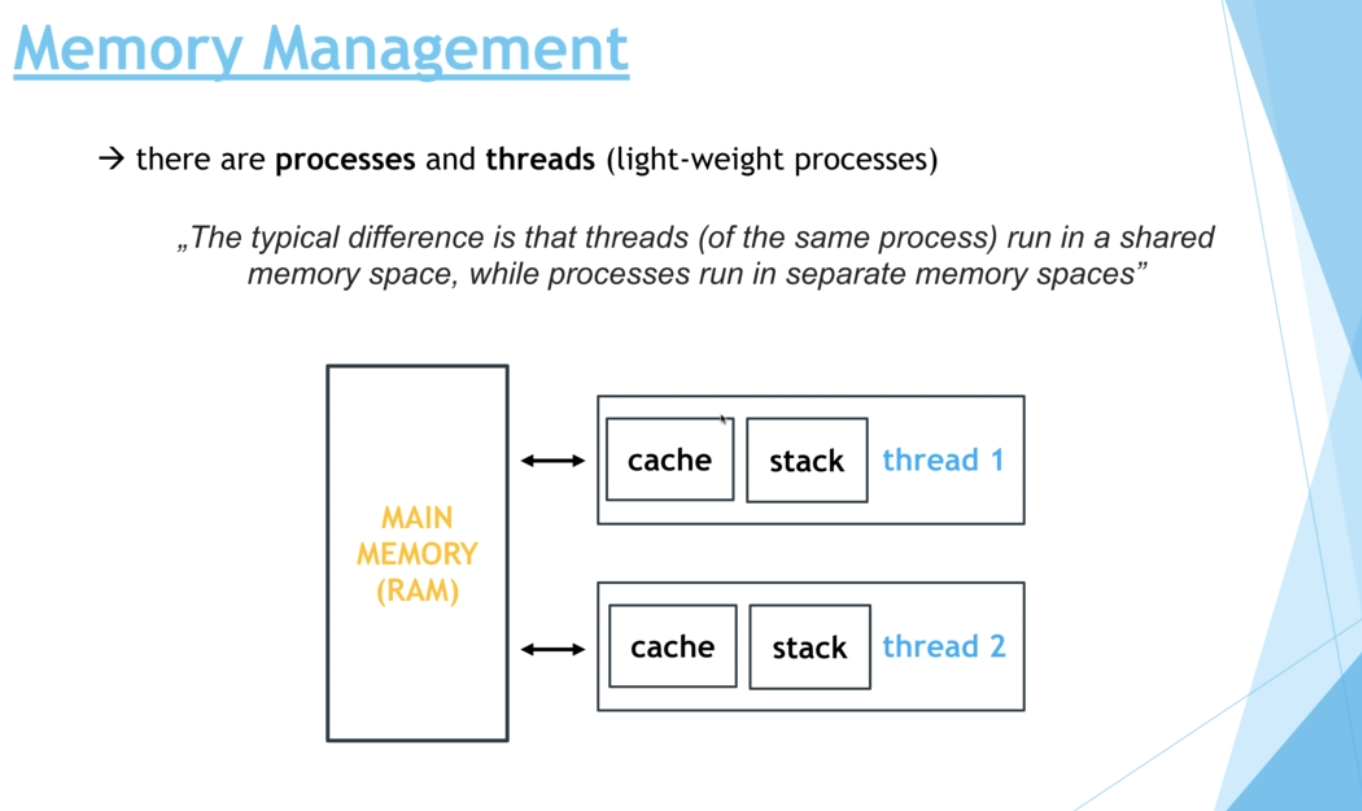 Memory Management
→ there are processes and threads (light-weight processes)
„The typical difference is that threads (of the same process) run in a shared
memory space, while processes run in separate memory spaces”
MAIN
MEMORY
(RAM)
cache stack thread 1
cache stack thread 2